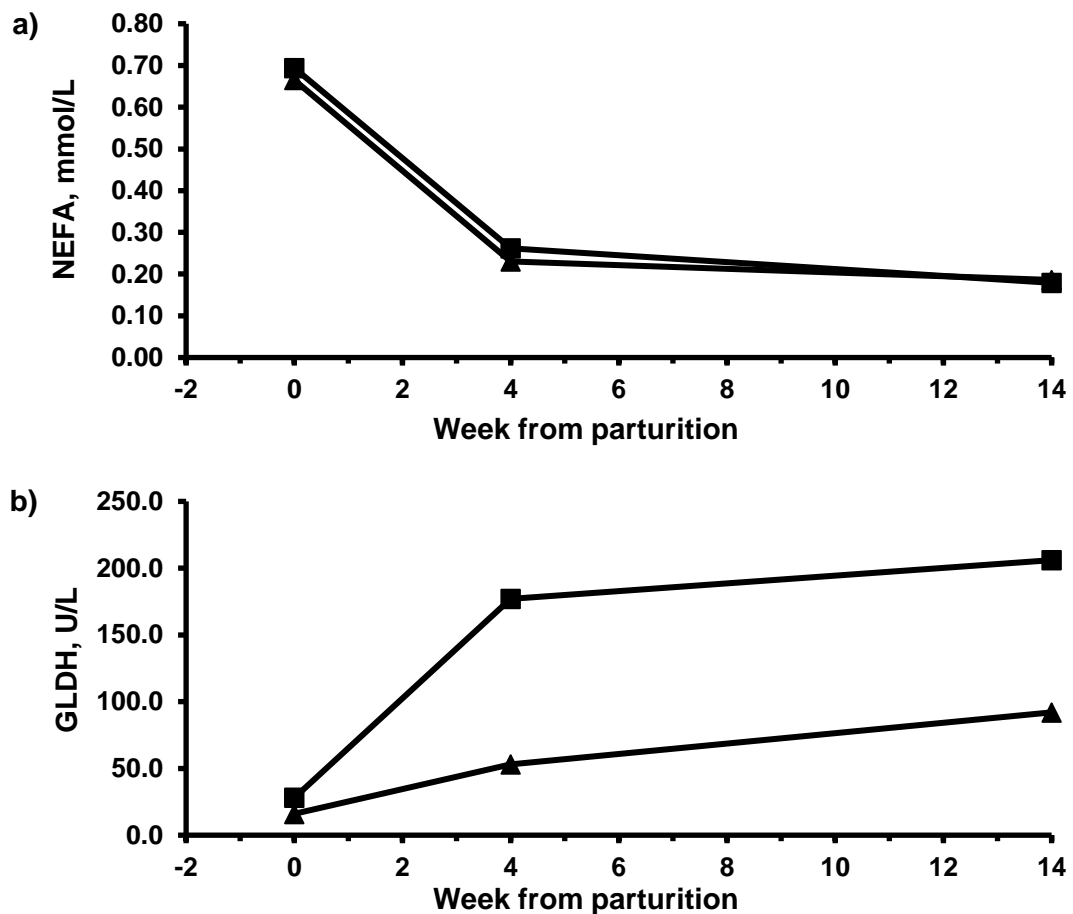 a)
NEFA, mmol/L
0.80
0.70
0.60
0.50
0.40
0.30
0.20
0.10
0.00
-2 0 2 4 6 8 10 12 14
Week from parturition
b)
GLDH, U/L
250.0
200.0
150.0
100.0
50.0
0.0
-2 0 2 4 6 8 10 12 14
Week from parturition